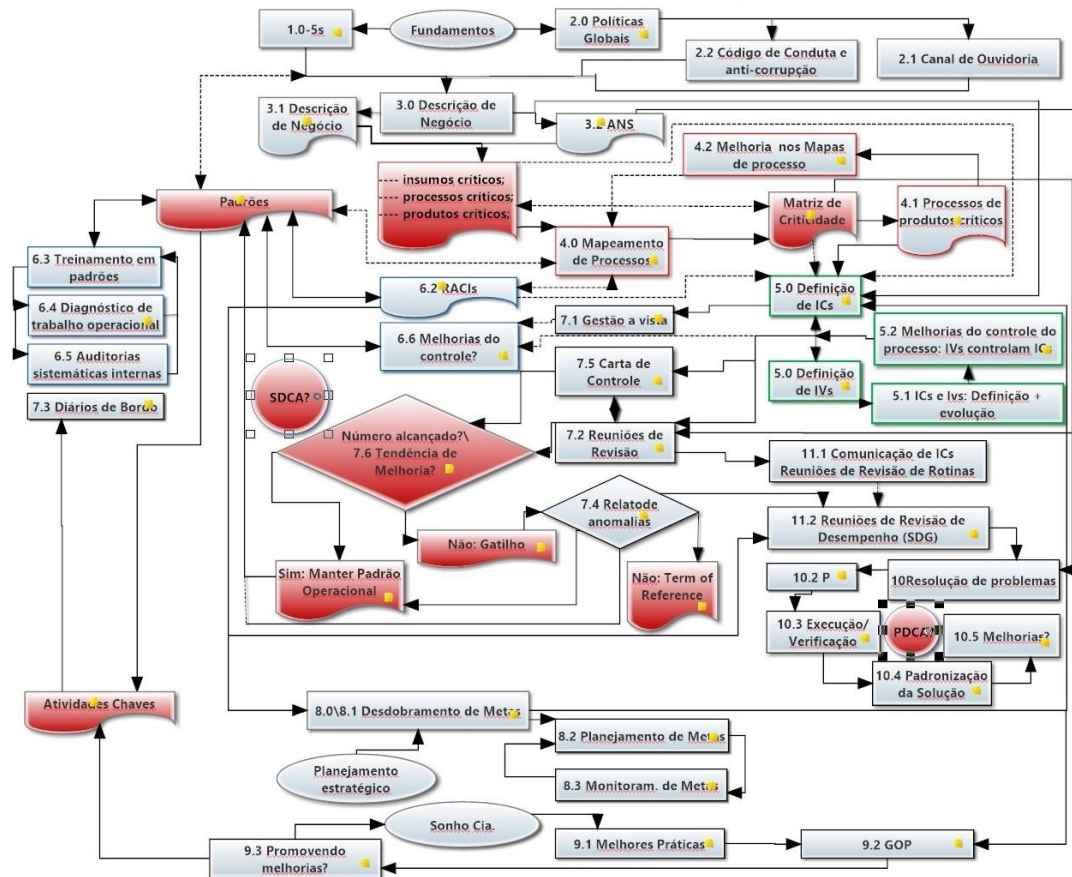 1.0-5s
Fundamentos
2.0 Políticas
Globais
2.2 Código de Conduta e
anti-corrupção
2.1 Canal de Ouvidoria
3.1 Descrição
de Negócio
3.0 Descrição de
Negócio
3.2 ANS
4.2 Melhoria nos Mapas
de processo
insumos críticos;
processos críticos;
produtos críticos;
Padrões
Matriz de
Criticidade
4.1 Processos de
produtos críticos
4.0 Mapeamento
de Processos
6.3 Treinamento em
padrões
6.2 RACIs
5.0 Definição
de ICs
6.4 Diagnóstico de
trabalho operacional
7.1 Gestão a vista
6.6 Melhorias do
controle?
5.2 Melhorias do controle do
processo: IVs controlam ICs
6.5 Auditorias
sistemáticas internas
7.5 Carta de
Controle
5.0 Definição
de IVs
5.1 ICs e Ivs: Definição +
evolução
SDCA?
7.3 Diários de Bordo
Número alcançado?\
7.6 Tendência de
Melhoria?
7.2 Reuniões de
Revisão
11.1 Comunicação de ICs
Reuniões de Revisão de Rotinas
7.4 Relatode
anomalias
11.2 Reuniões de Revisão de
Desempenho (SDG)
Não: Gatilho
Sim: Manter Padrão
Operacional
Não: Term of
Reference
10.2 P
10Resolução de problemas
10.3 Execução/
Verificação
PDCA?
10.5 Melhorias?
10.4 Padronização
da Solução
Atividades Chaves
8.0\8.1 Desdobramento de Metas
8.2 Planejamento de Metas
Planejamento
estratégico
8.3 Monitoram. de Metas
Sonho Cia.
9.3 Promovendo
melhorias?
9.1 Melhores Práticas
9.2 GOP